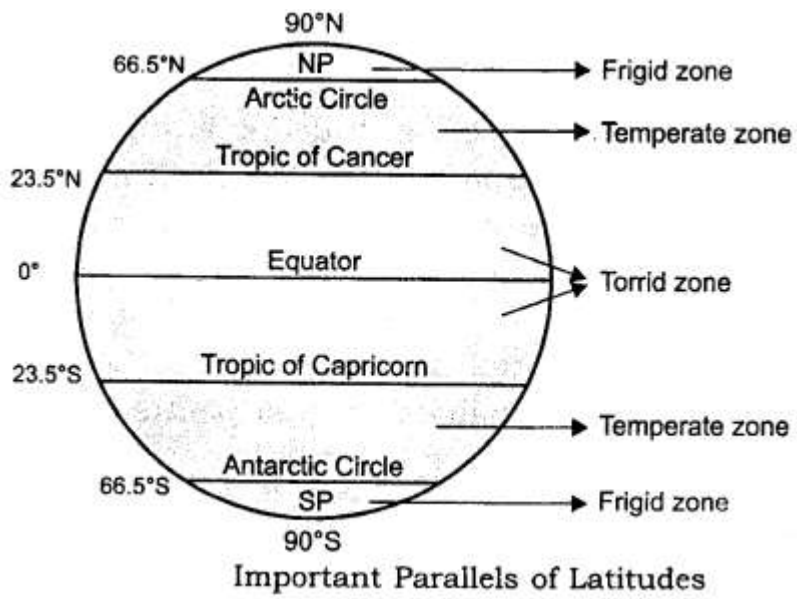 90°N
66.5°N
NP
Frigid zone
Arctic Circle
Temperate zone
Tropic of Cancer
23.5°N
Equator
0°
Torrid zone
Tropic of Capricorn
23.5°S
Temperate zone
Antarctic Circle
66.5°S
SP
Frigid zone
90°S
Important Parallels of Latitudes